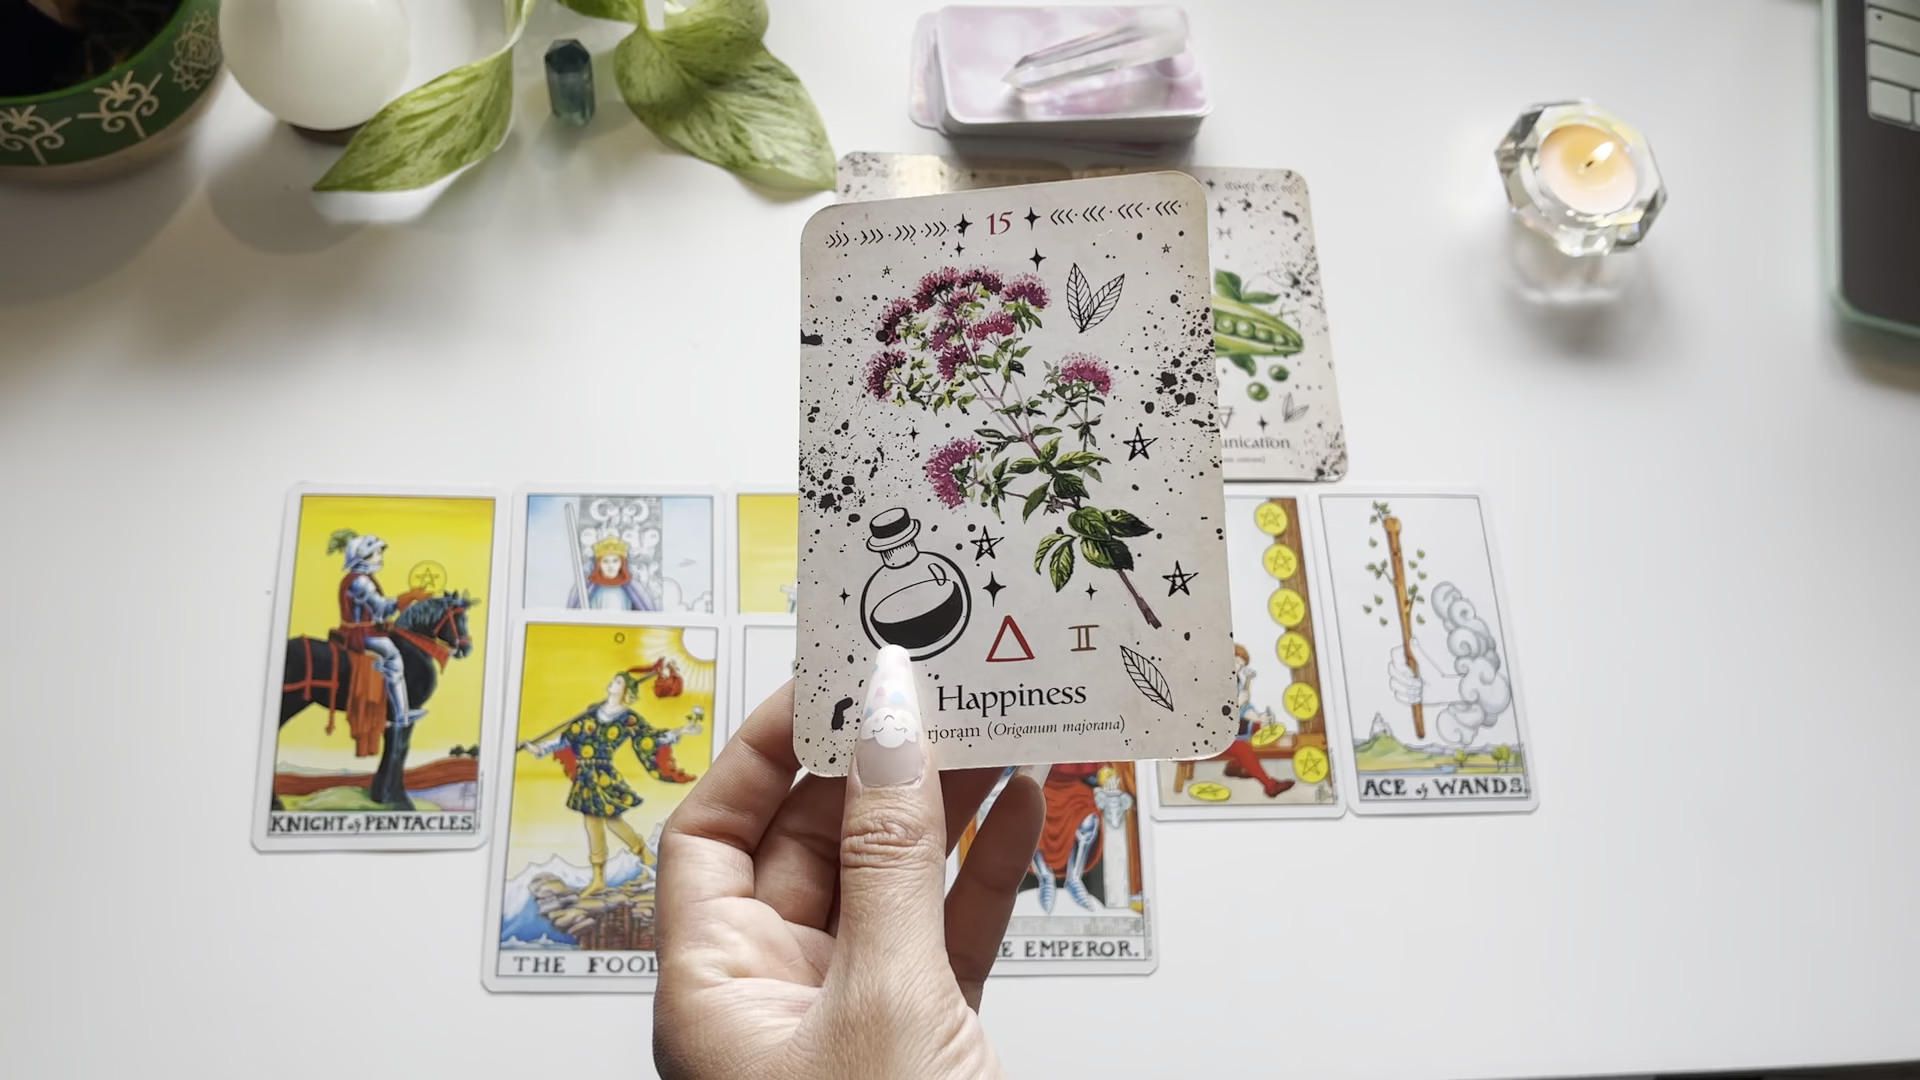 15
Happiness
rjoram (Origanum majorana)
unication
KNIGHT of PENTACLES.
THE FOOL
E EMPEROR.
ACE of WANDS.